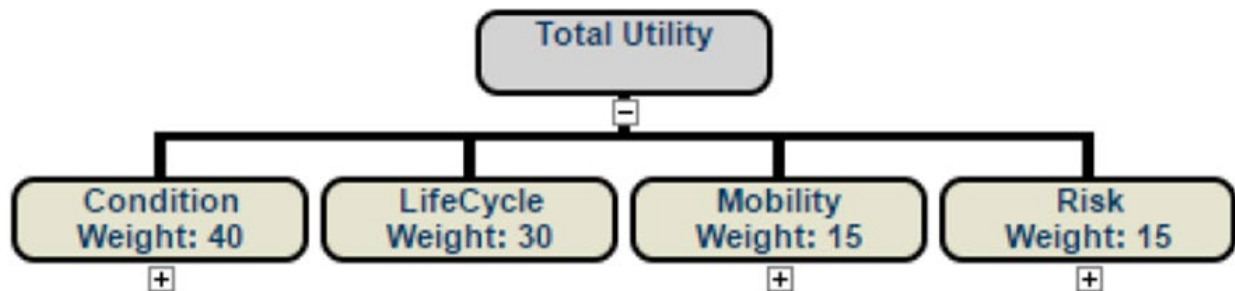 Total Utility
Condition
Weight: 40
LifeCycle
Weight: 30
Mobility
Weight: 15
Risk
Weight: 15